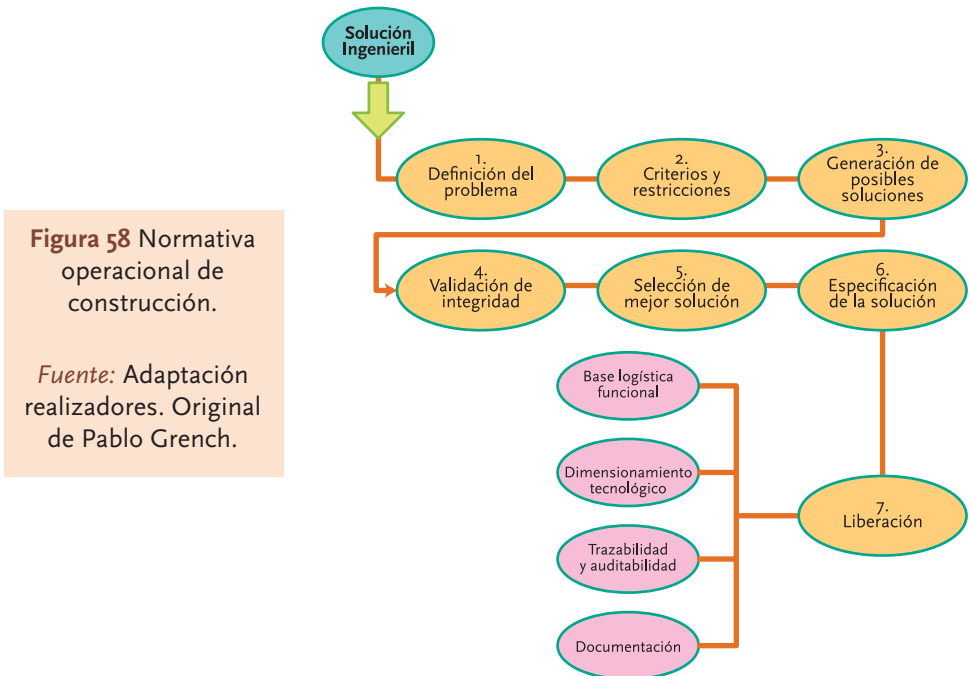 Solución
Ingenieril
1.
Definición del
problema
2.
Criterios y
restricciones
3.
Generación de
posibles
soluciones
Figura 58 Normativa
operacional de
construcción.
Fuente: Adaptación
realizadores. Original
de Pablo Grench.
4.
Validación de
integridad
5.
Selección de
mejor solución
6.
Especificación
de la solución
Base logística
funcional
Dimensionamiento
tecnológico
7.
Liberación
Trazabilidad
y auditabilidad
Documentación